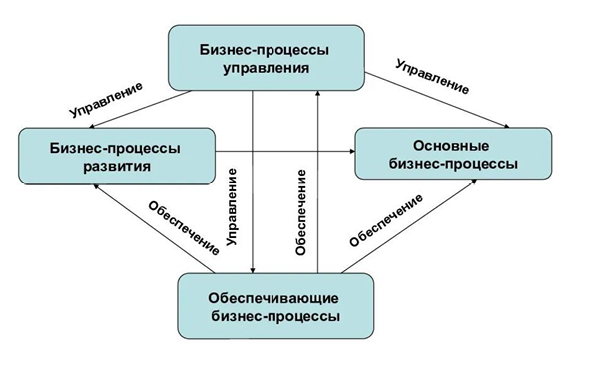 Бизнес-процессы
управления
Управление
Управление
Бизнес-процессы
развития
Основные
бизнес-процессы
Обеспечение
Управление
Обеспечение
Обеспечение
Обеспечивающие
бизнес-процессы